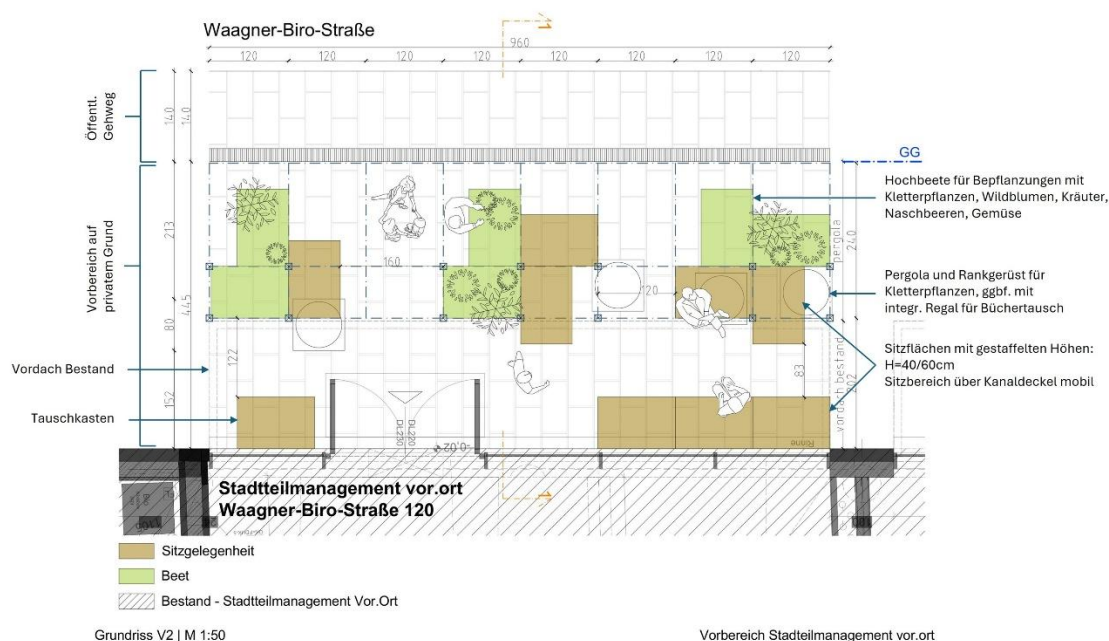 Waagner-Biro-Straße
960
120 120 120 120 120 120 120 120
Öffentl.
Gehweg
140
140
GG
Hochbeete für Bepflanzungen mit
Kletterpflanzen, Wildblumen, Kräuter,
Naschbeeren, Gemüse
Vorbereich auf
privatem Grund
213
445
80
152
160
120
122
83
pergola
240
Pergola und Rankgerüst für
Kletterpflanzen, ggbf. mit
integr. Regal für Büchertausch
Sitzflächen mit gestaffelten Höhen:
H=40/60cm
Sitzbereich über Kanaldeckel mobil
vordach bestand
202
Vordach Bestand
Tauschkasten
DL230
DL220
-0,02
Rinne
Stadtteilmanagement vor.ort
Waagner-Biro-Straße 120
Sitzgelegenheit
Beet
Bestand - Stadtteilmanagement Vor.Ort
Grundriss V2 | M 1:50
Vorbereich Stadtteilmanagement vor.ort